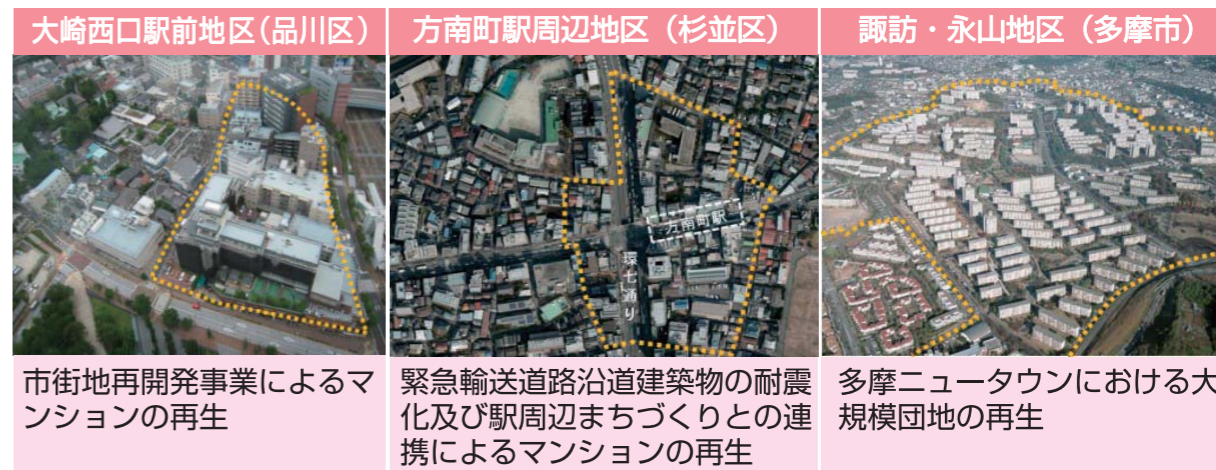 大崎西口駅前地区(品川区)
方南町駅周辺地区(杉並区)
諏訪・永山地区(多摩市)
方南町駅
環七通り
市街地再開発事業によるマ
ンションの再生
緊急輸送道路沿道建築物の耐震
化及び駅周辺まちづくりとの連
携によるマンションの再生
多摩ニュータウンにおける大
規模団地の再生